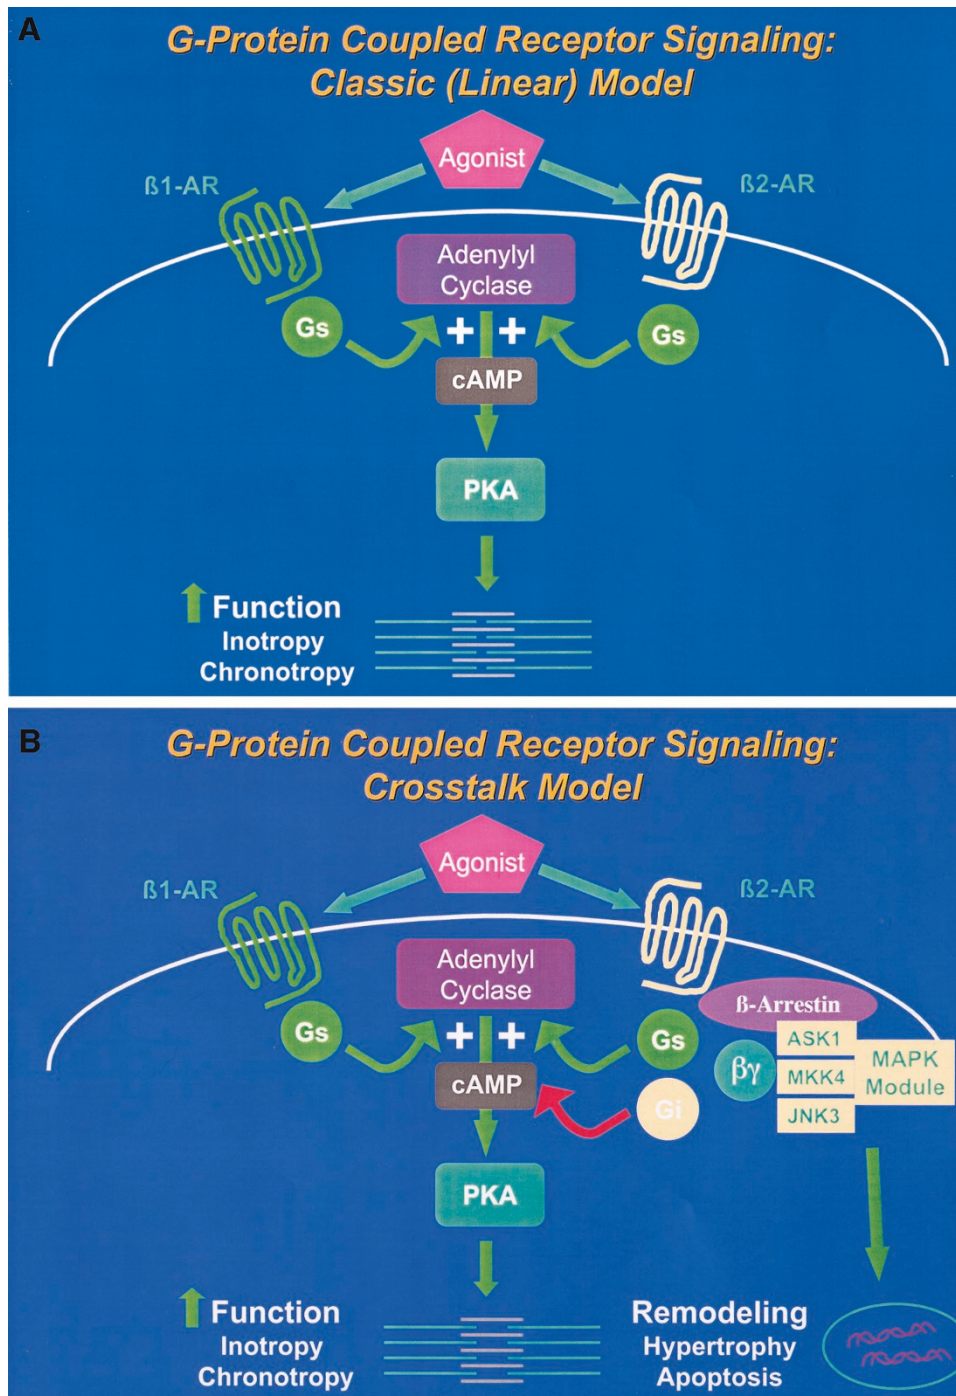 A
G-Protein Coupled Receptor Signaling:
Classic (Linear) Model
Agonist
ß1-AR
ß2-AR
Adenylyl
Cyclase
Gs
+ +
Gs
cAMP
PKA
Function
Inotropy
Chronotropy
B
G-Protein Coupled Receptor Signaling:
Crosstalk Model
Agonist
ß1-AR
ß2-AR
Adenylyl
Cyclase
ß-Arrestin
Gs
+ +
Gs
ASK1
βγ
MKK4
MAPK
Module
cAMP
Gi
JNK3
PKA
Function
Inotropy
Chronotropy
Remodeling
Hypertrophy
Apoptosis